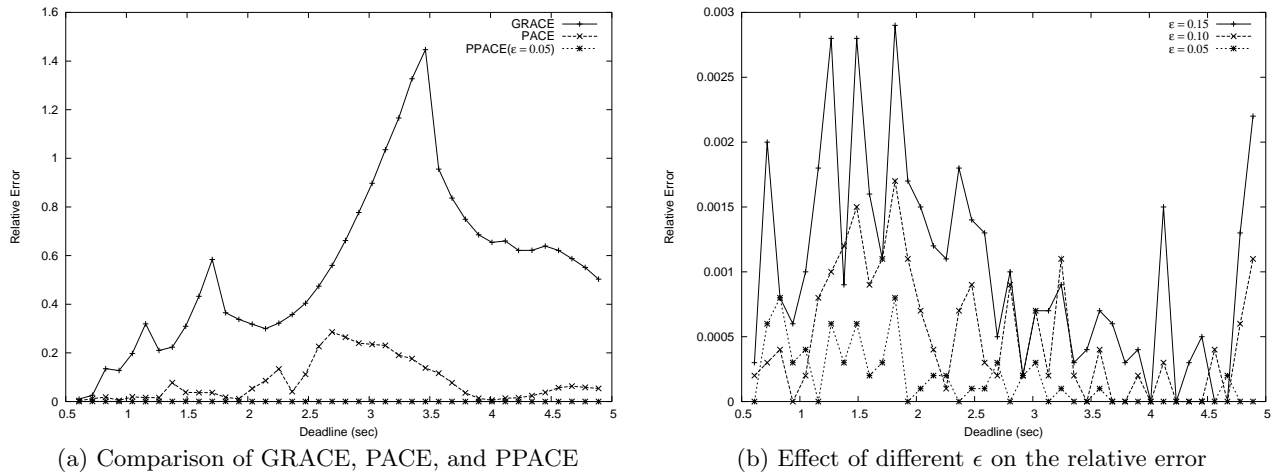 GRACE
PACE
PPACE(ε = 0.05)
1.6
1.4
1.2
1
0.8
0.6
0.4
0.2
0
Relative Error
0.5 1 1.5 2 2.5 3 3.5 4 4.5 5
Deadline (sec)
(a) Comparison of GRACE, PACE, and PPACE
ε = 0.15
ε = 0.10
ε = 0.05
0.003
0.0025
0.002
0.0015
0.001
0.0005
0
Relative Error
0.5 1 1.5 2 2.5 3 3.5 4 4.5 5
Deadline (sec)
(b) Effect of different ϵ on the relative error